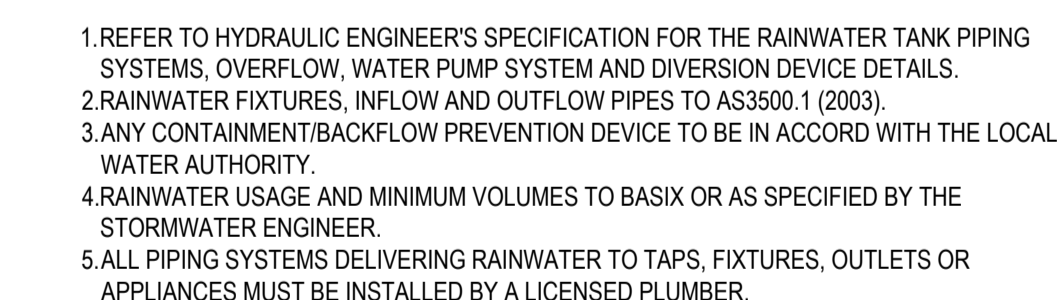 1.REFER TO HYDRAULIC ENGINEER'S SPECIFICATION FOR THE RAINWATER TANK PIPING
SYSTEMS, OVERFLOW, WATER PUMP SYSTEM AND DIVERSION DEVICE DETAILS.
2.RAINWATER FIXTURES, INFLOW AND OUTFLOW PIPES TO AS3500.1 (2003).
3.ANY CONTAINMENT/BACKFLOW PREVENTION DEVICE TO BE IN ACCORD WITH THE LOCAL
WATER AUTHORITY.
4.RAINWATER USAGE AND MINIMUM VOLUMES TO BASIX OR AS SPECIFIED BY THE
STORMWATER ENGINEER.
5.ALL PIPING SYSTEMS DELIVERING RAINWATER TO TAPS, FIXTURES, OUTLETS OR
APPLIANCES MUST BE INSTALLED BY A LICENSED PLUMBER.